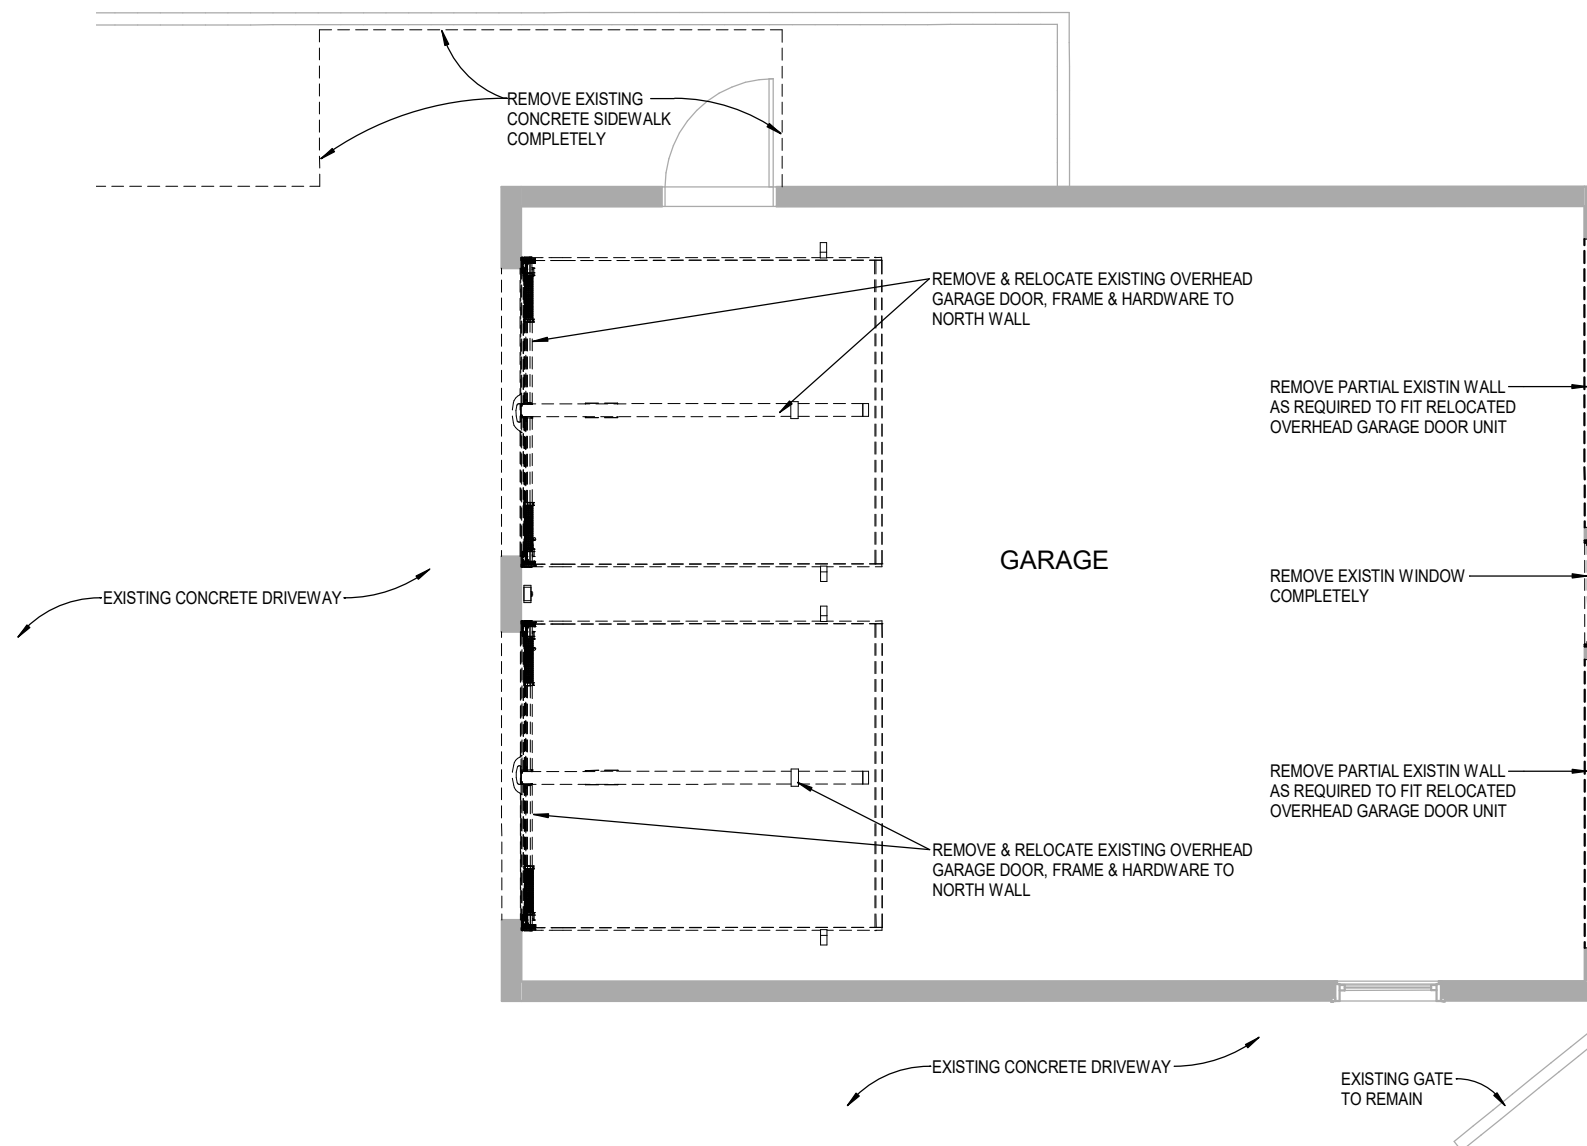 REMOVE EXISTING
CONCRETE SIDEWALK
COMPLETELY
REMOVE & RELOCATE EXISTING OVERHEAD
GARAGE DOOR, FRAME & HARDWARE TO
NORTH WALL
REMOVE PARTIAL EXISTIN WALL
AS REQUIRED TO FIT RELOCATED
OVERHEAD GARAGE DOOR UNIT
GARAGE
EXISTING CONCRETE DRIVEWAY
REMOVE EXISTIN WINDOW
COMPLETELY
REMOVE PARTIAL EXISTIN WALL
AS REQUIRED TO FIT RELOCATED
OVERHEAD GARAGE DOOR UNIT
REMOVE & RELOCATE EXISTING OVERHEAD
GARAGE DOOR, FRAME & HARDWARE TO
NORTH WALL
EXISTING CONCRETE DRIVEWAY
EXISTING GATE
TO REMAIN